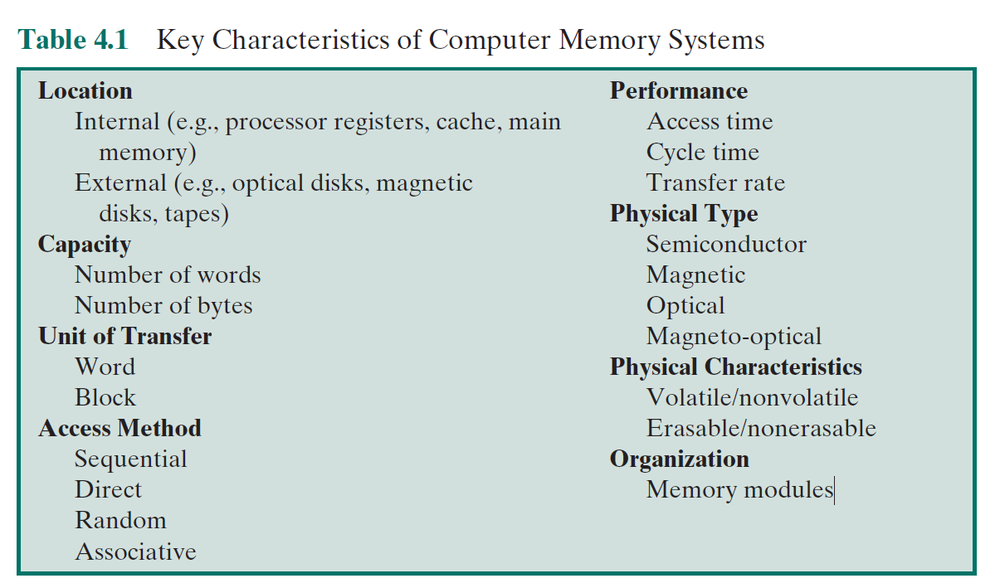 Table 4.1 Key Characteristics of Computer Memory Systems
Location
Internal (e.g., processor registers, cache, main
memory)
External (e.g., optical disks, magnetic
disks, tapes)
Capacity
Number of words
Number of bytes
Unit of Transfer
Word
Block
Access Method
Sequential
Direct
Random
Associative
Performance
Access time
Cycle time
Transfer rate
Physical Type
Semiconductor
Magnetic
Optical
Magneto-optical
Physical Characteristics
Volatile/nonvolatile
Erasable/nonerasable
Organization
Memory modules